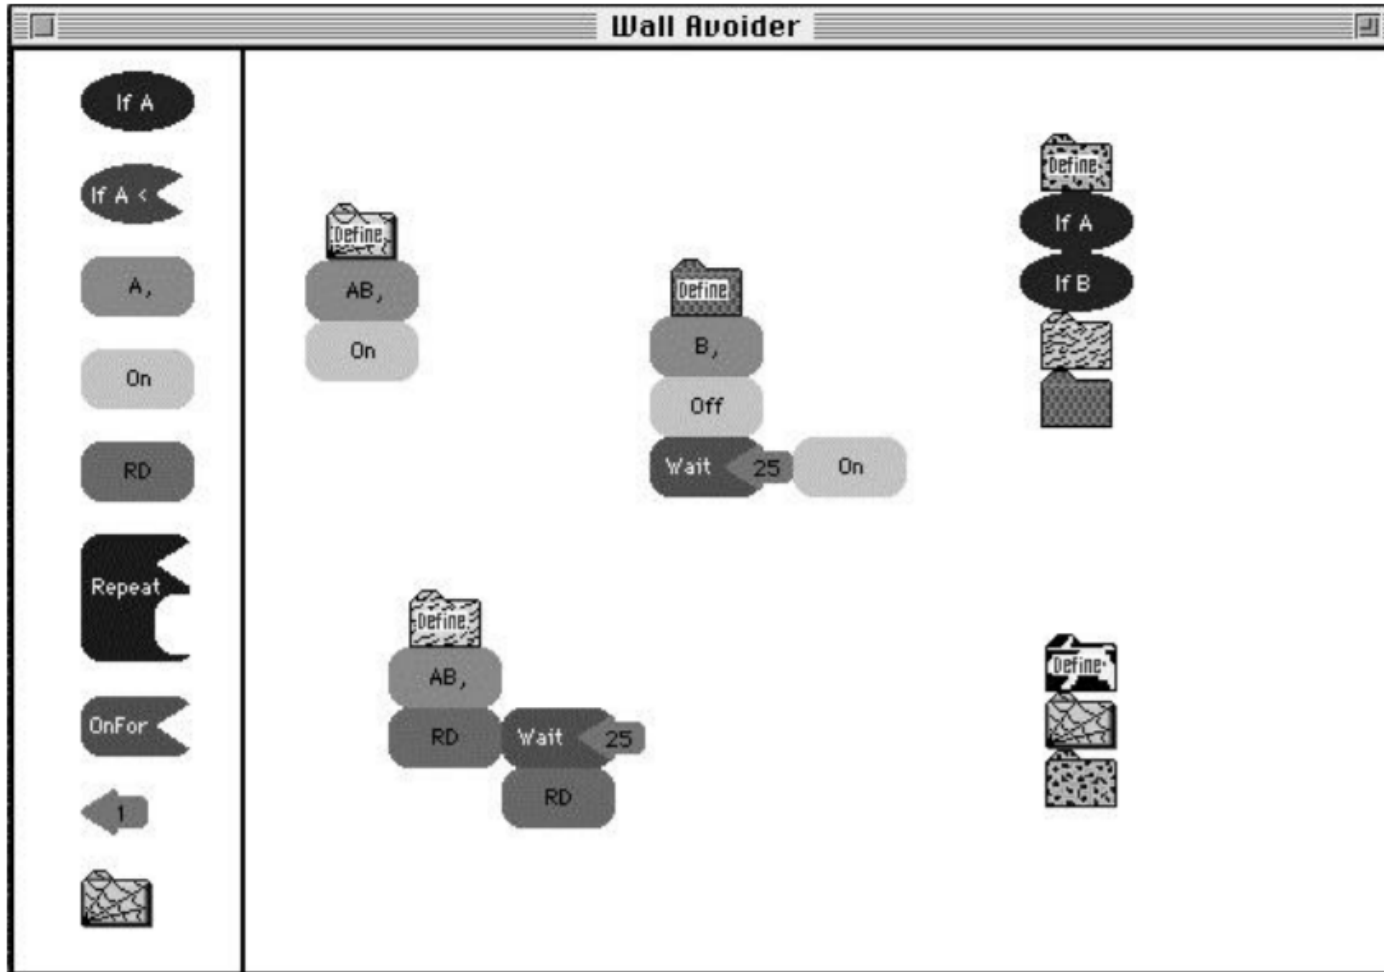 Wall Avoider
If A
If A <
A,
On
RD
Repeat
OnFor
1
Define
AB,
On
Define
B,
Off
Wait 25 On
Define
If A
If B
Define
AB,
RD Wait 25
RD
Define